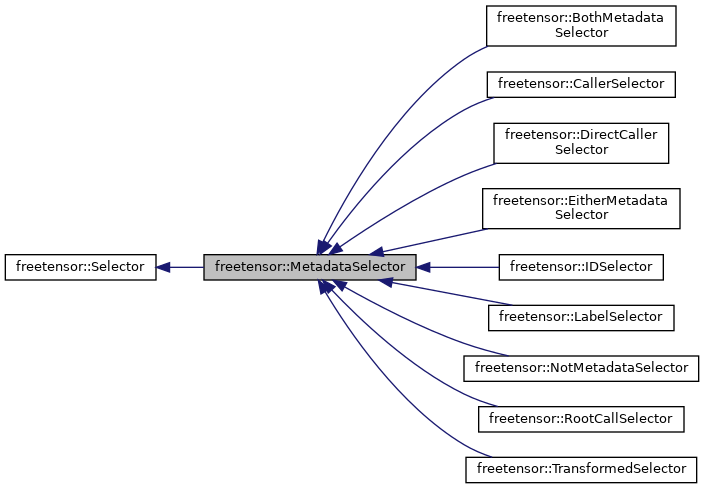 freetensor::BothMetadata
Selector
freetensor::CallerSelector
freetensor::DirectCaller
Selector
freetensor::EitherMetadata
Selector
freetensor::Selector
freetensor::MetadataSelector
freetensor::IDSelector
freetensor::LabelSelector
freetensor::NotMetadataSelector
freetensor::RootCallSelector
freetensor::TransformedSelector